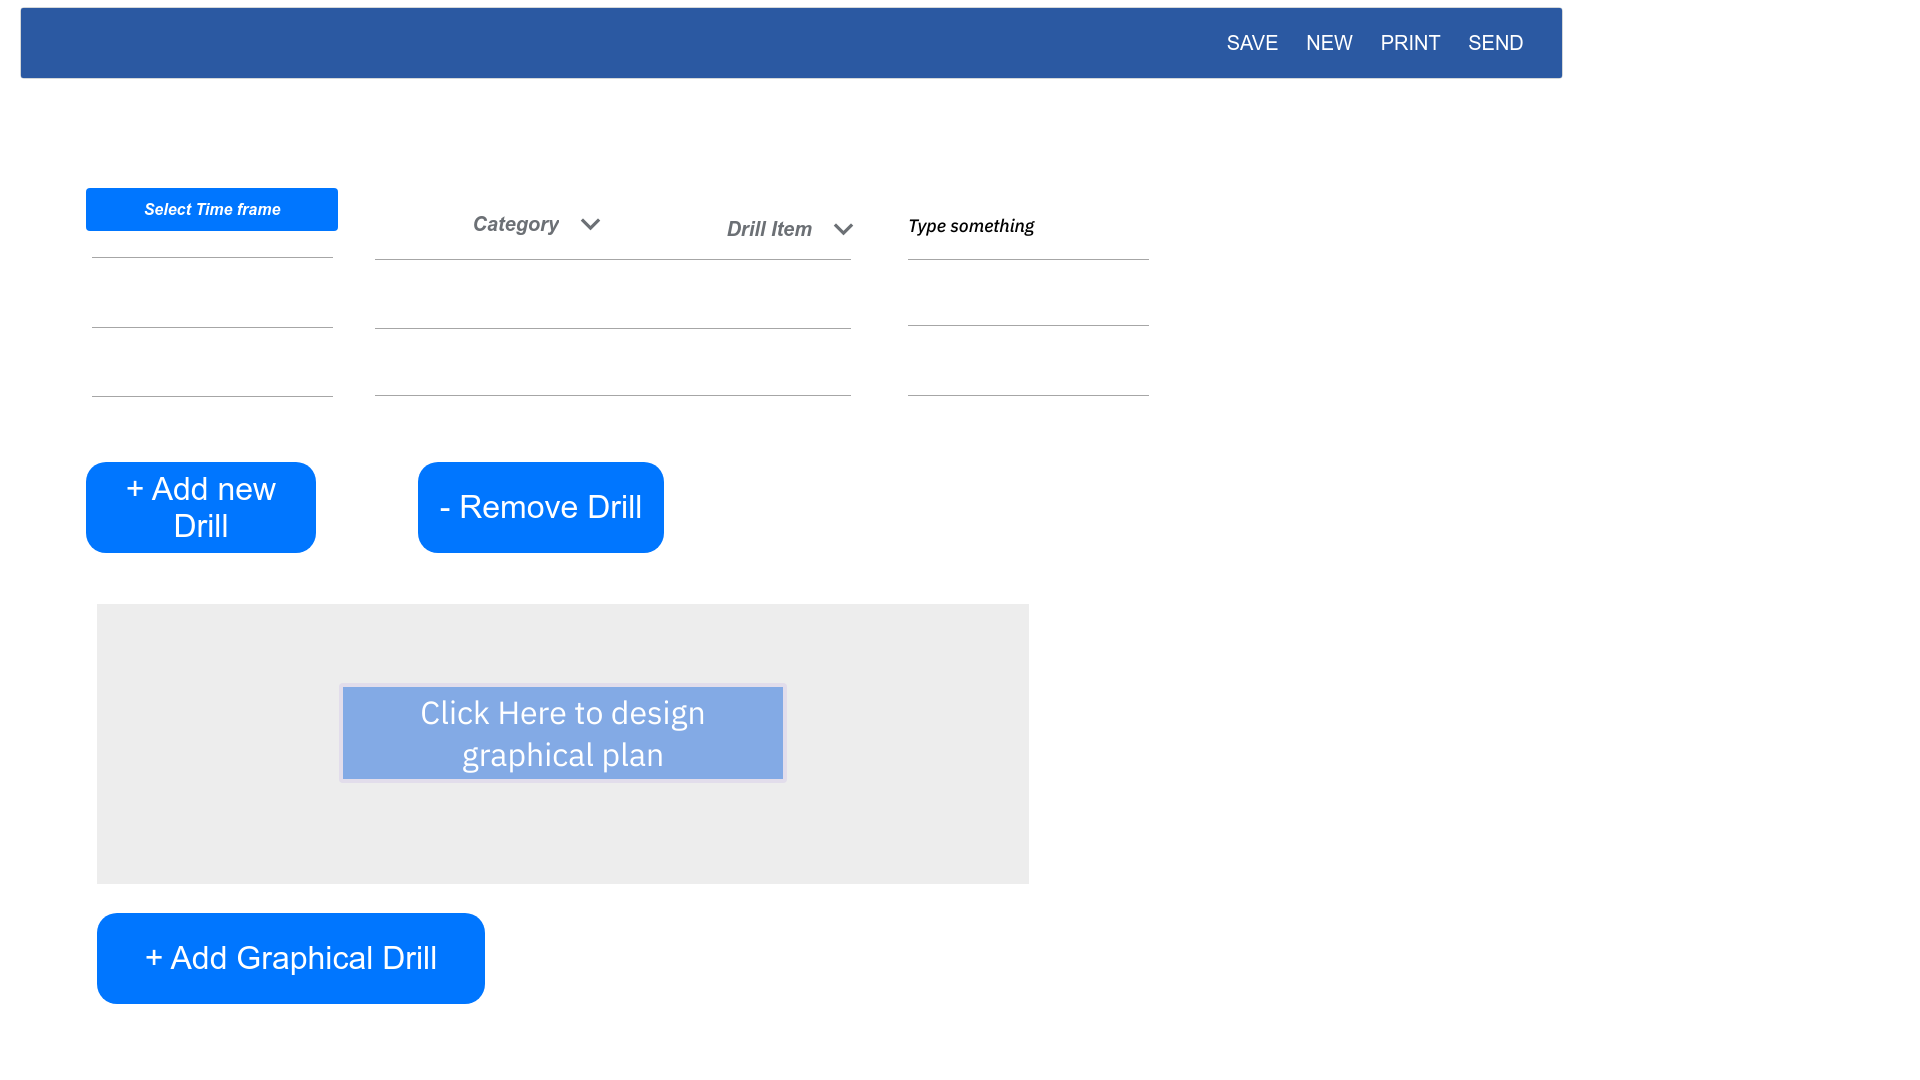 SAVE NEW PRINT SEND
Select Time frame
Category
Drill Item
Type something
+ Add new
Drill
- Remove Drill
Click Here to design
graphical plan
+ Add Graphical Drill